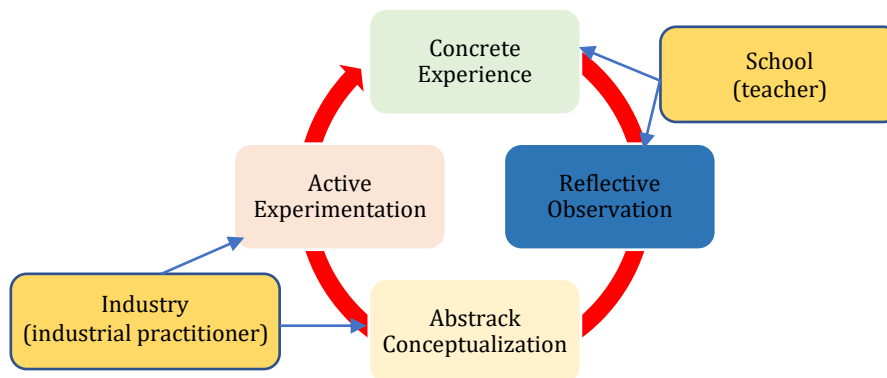 Concrete
Experience
School
(teacher)
Active
Experimentation
Reflective
Observation
Industry
(industrial practitioner)
Abstrack
Conceptualization